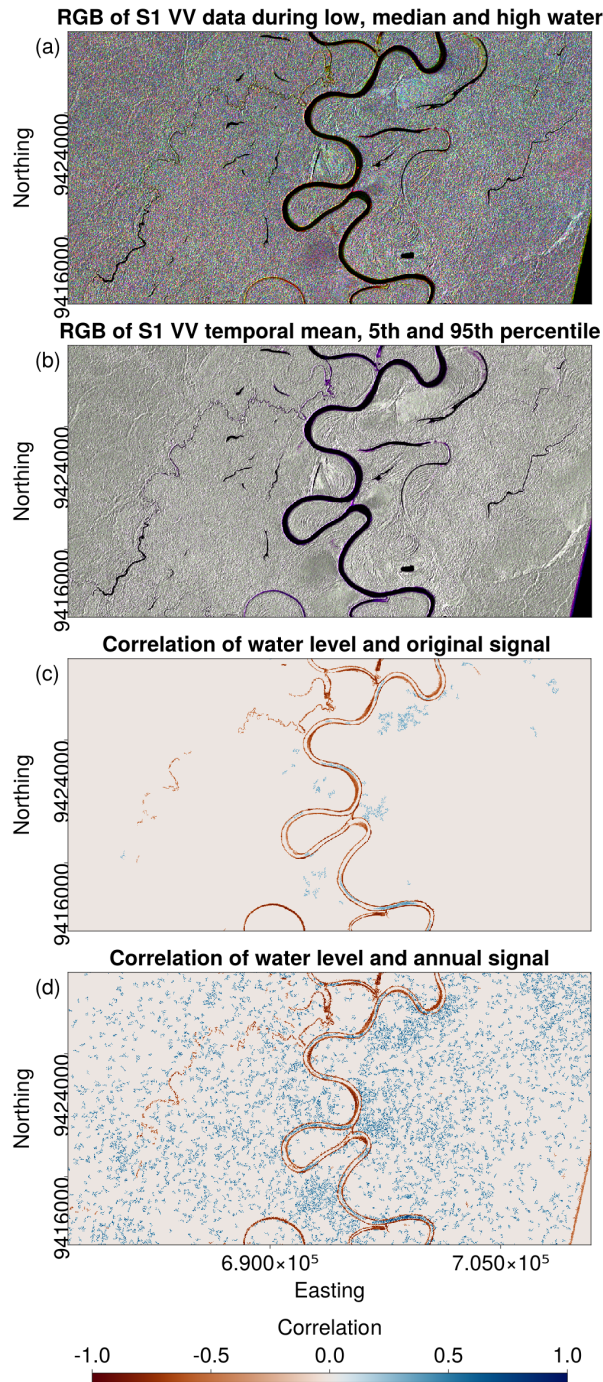 RGB of S1 VV data during low, median and high water
(a)
Northing
9424000
9416000
RGB of S1 VV temporal mean, 5th and 95th percentile
(b)
Northing
9424000
9416000
Correlation of water level and original signal
(c)
Northing
9424000
9416000
Correlation of water level and annual signal
(d)
Northing
9424000
9416000
6.900×10⁵ 7.050×10⁵
Easting
Correlation
-1.0 -0.5 0.0 0.5 1.0